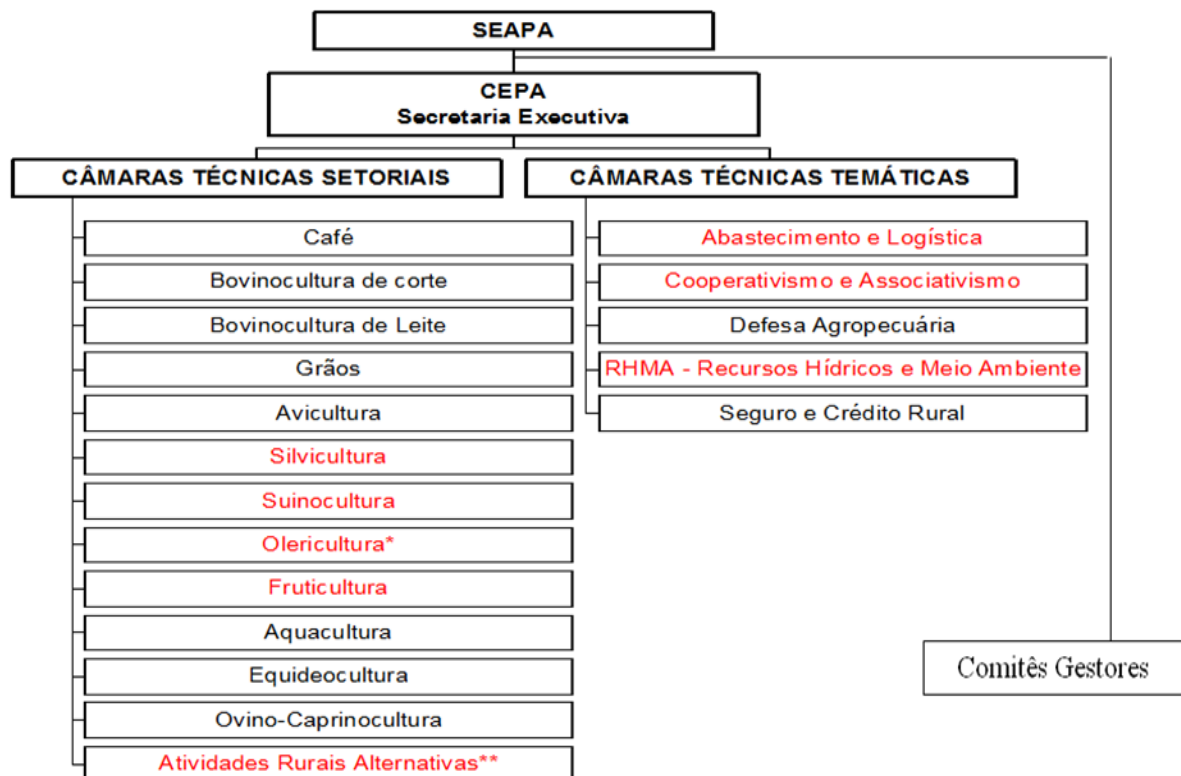 SEAPA
CEPA
Secretaria Executiva
CÂMARAS TÉCNICAS SETORIAIS
Café
Bovinocultura de corte
Bovinocultura de Leite
Grãos
Avicultura
Silvicultura
Suinocultura
Olericultura*
Fruticultura
Aquacultura
Equideocultura
Ovino-Caprinocultura
Atividades Rurais Alternativas**
CÂMARAS TÉCNICAS TEMÁTICAS
Abastecimento e Logística
Cooperativismo e Associativismo
Defesa Agropecuária
RHMA - Recursos Hídricos e Meio Ambiente
Seguro e Crédito Rural
Comitês Gestores